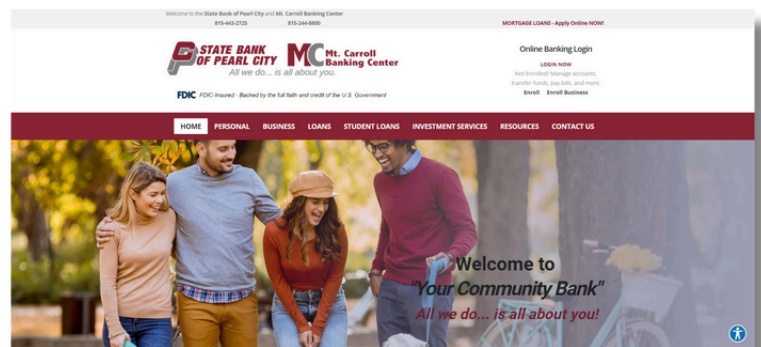 Welcome to the State Bank of Pearl City and Mt. Carroll Banking Center
815-443-2725 815-244-8800
MORTGAGE LOANS - Apply Online NOW!
STATE BANK
OF PEARL CITY
MC Mt. Carroll
Banking Center
All we do... is all about you.
FDIC FDIC-Insured - Backed by the full faith and credit of the U.S. Government
Online Banking Login
LOGIN NOW
Not Enrolled? Manage accounts,
transfer funds, pay bills, and more.
Enroll Enroll Business
HOME PERSONAL BUSINESS LOANS STUDENT LOANS INVESTMENT SERVICES RESOURCES CONTACT US
Welcome to
"Your Community Bank"
All we do... is all about you!